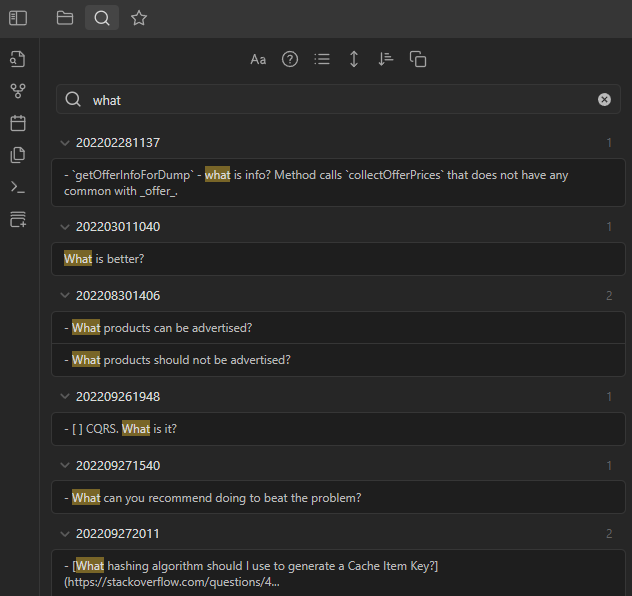 Aa
what
202202281137 1
- `getOfferInfoForDump` - what is info? Method calls `collectOfferPrices` that does not have any
common with _offer_.
202203011040 1
What is better?
202208301406 2
- What products can be advertised?
- What products should not be advertised?
202209261948 1
- [ ] CQRS. What is it?
202209271540 1
- What can you recommend doing to beat the problem?
202209272011 2
- [What hashing algorithm should I use to generate a Cache Item Key?]
(https://stackoverflow.com/questions/4...